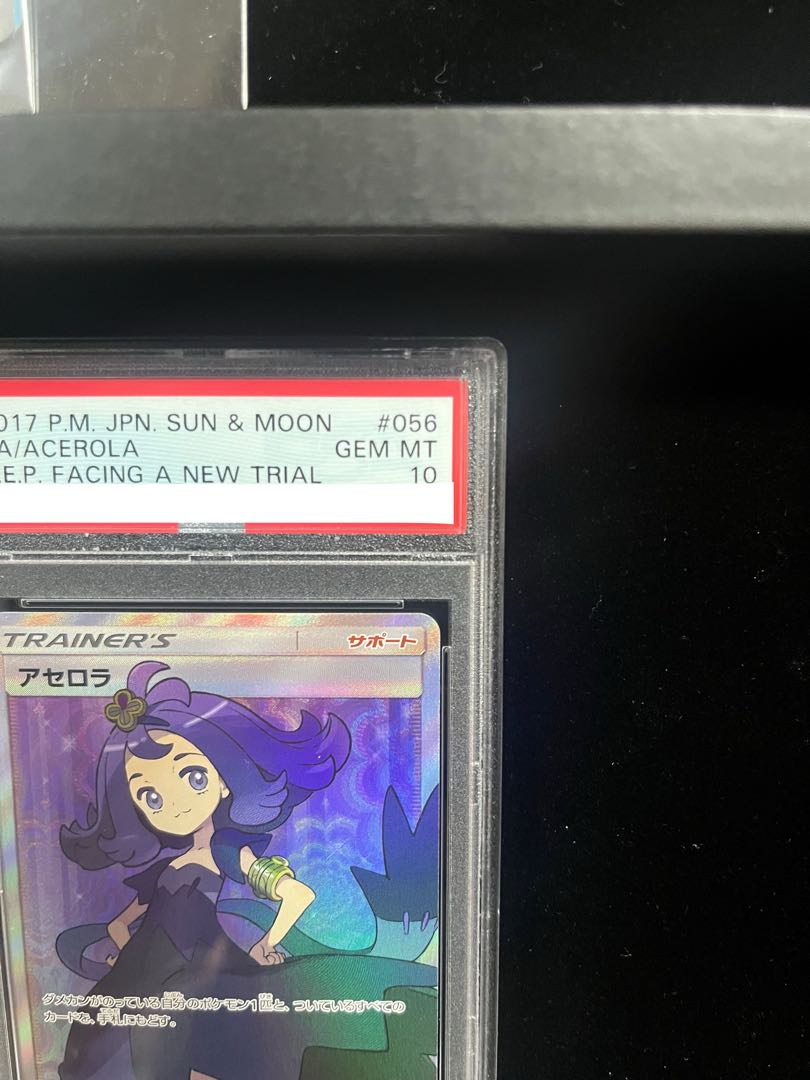 017 P.M. JPN. SUN & MOON #056
A/ACEROLA GEM MT
.E.P. FACING A NEW TRIAL 10
TRAINER'S サポート
アセロラ
ダメカンがのっている自分のポケモン1匹と、ついているすべての
カードを、手札にもどす。